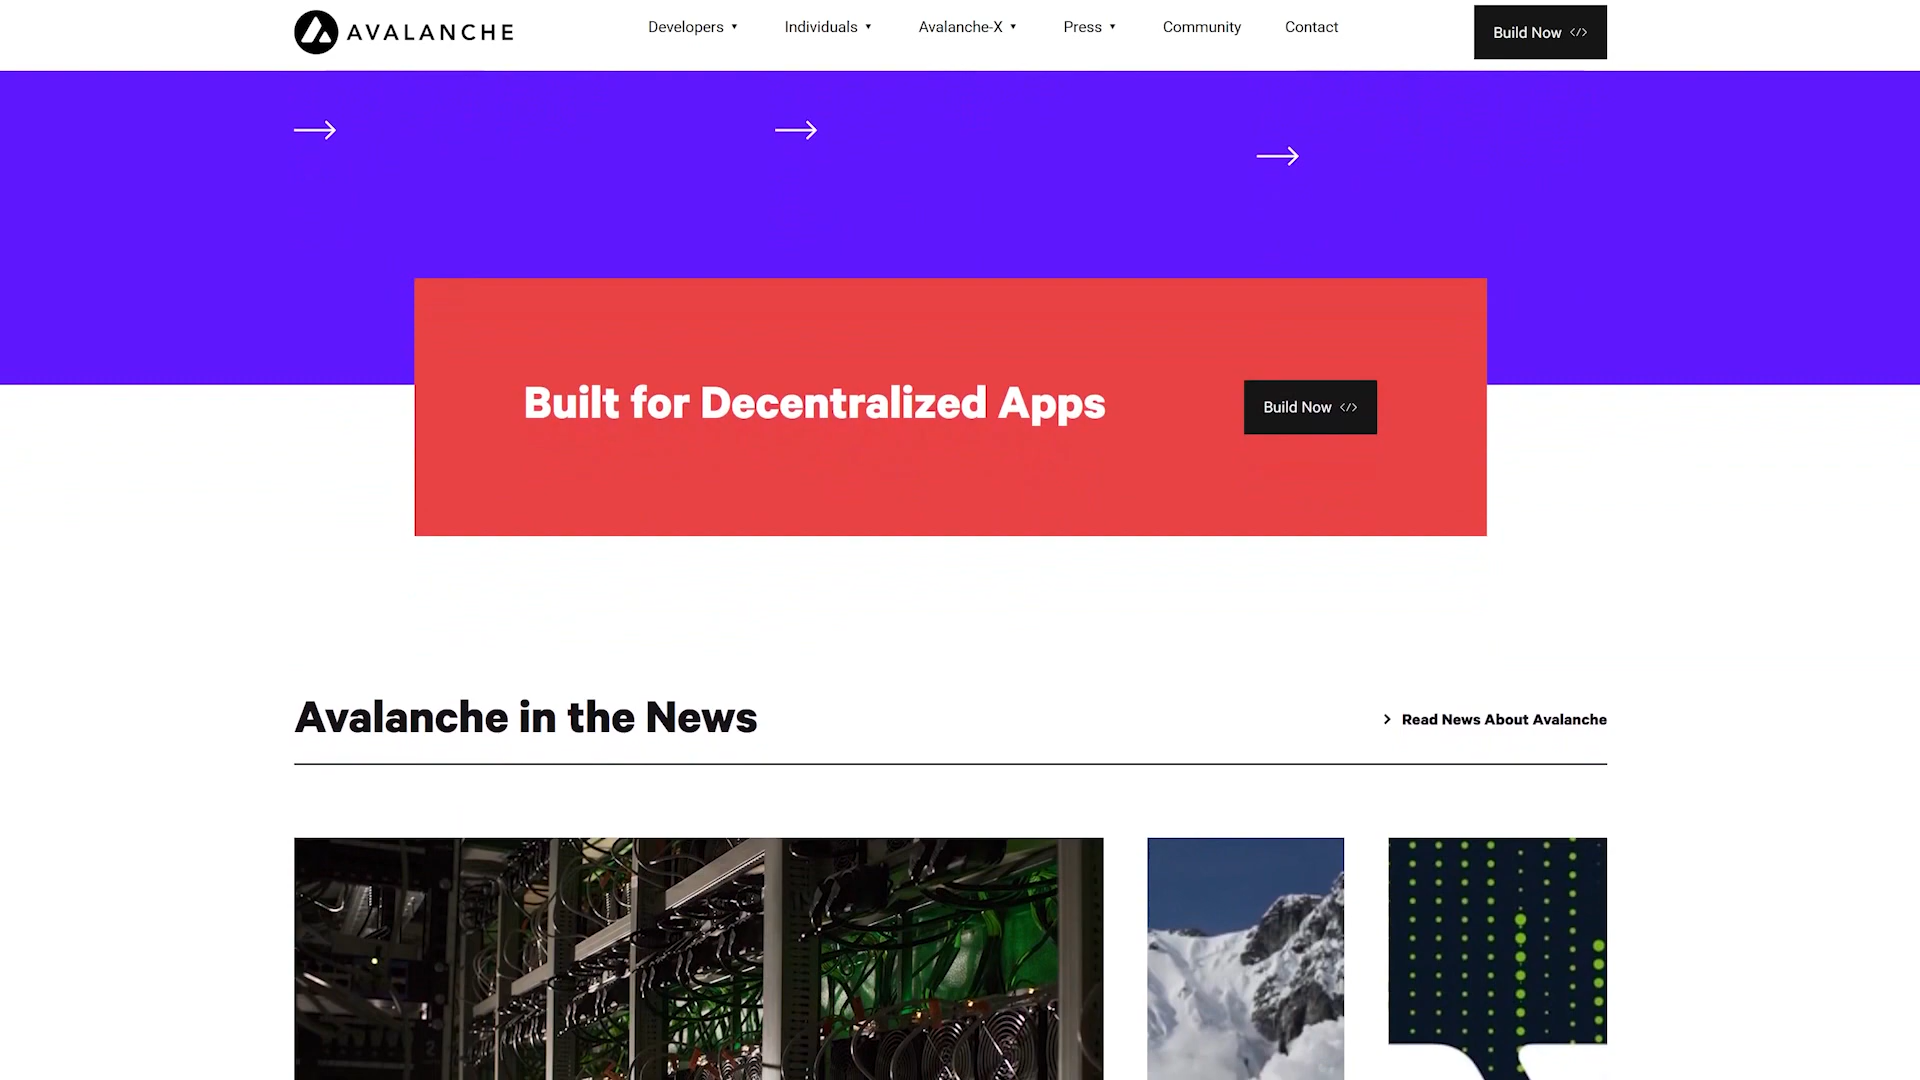 AVALANCHE
Developers
Individuals
Avalanche-X
Press
Community
Contact
Build Now
Built for Decentralized Apps
Build Now
Avalanche in the News
Read News About Avalanche